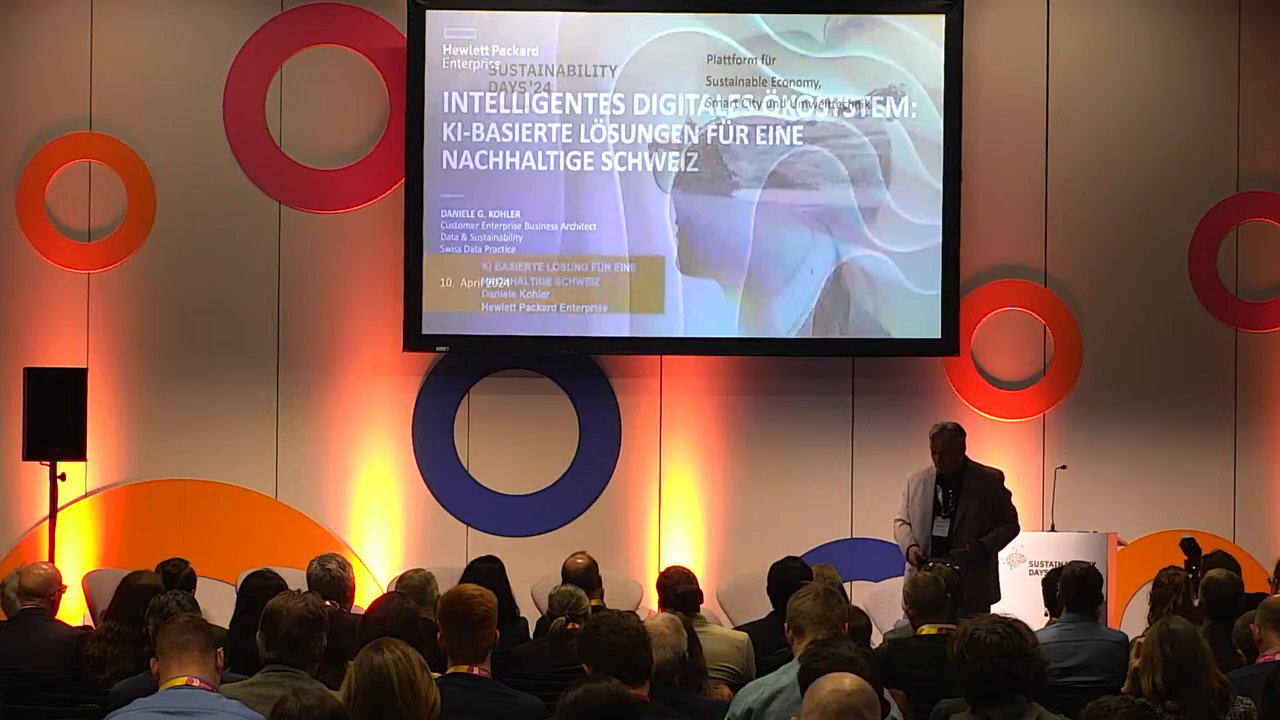 Hewlett Packard
Enterprise
SUSTAINABILITY
DAYS '24
Plattform für
Sustainable Economy,
Smart City und Umwelttechnik
INTELLIGENTES DIGITALES ÖKOSYSTEM:
KI-BASIERTE LÖSUNGEN FÜR EINE
NACHHALTIGE SCHWEIZ
DANIELE G. KOHLER
Customer Enterprise Business Architect
Data & Sustainability
Swiss Data Practice
10. April 2024
KI BASIERTE LÖSUNG FÜR EINE
NACHHALTIGE SCHWEIZ
Daniele Kohler
Hewlett Packard Enterprise
SUSTAINABILITY
DAYS